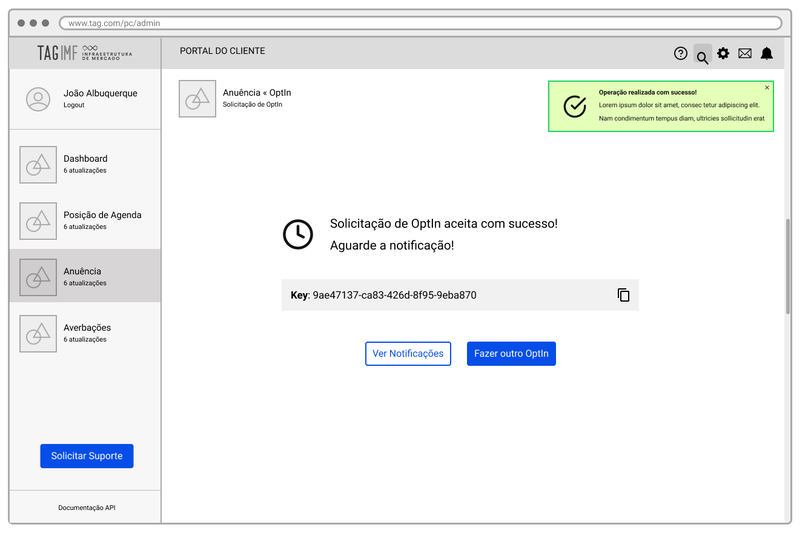 www.tag.com/pc/admin
TAG IMF INFRAESTRUTURA DE MERCADO
PORTAL DO CLIENTE
João Albuquerque
Logout
Dashboard
6 atualizações
Posição de Agenda
6 atualizações
Anuência
6 atualizações
Averbações
6 atualizações
Solicitar Suporte
Documentação API
Anuência « OptIn
Solicitação de OptIn
Operação realizada com sucesso!
Lorem ipsum dolor sit amet, consec tetur adipiscing elit.
Nam condimentum tempus diam, ultricies sollicitudin erat
Solicitação de OptIn aceita com sucesso!
Aguarde a notificação!
Key: 9ae47137-ca83-426d-8f95-9eba870
Ver Notificações
Fazer outro OptIn